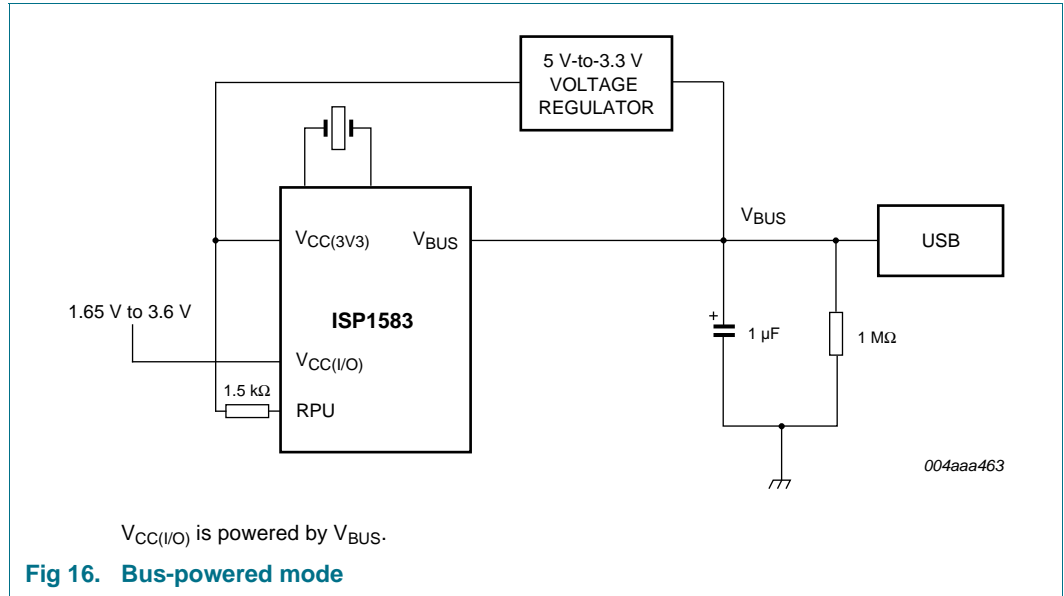 5 V-to-3.3 V
VOLTAGE
REGULATOR
VBUS
VCC(3V3)
VBUS
USB
1.65 V to 3.6 V
ISP1583
+
1 µF
1 MΩ
VCC(I/O)
1.5 kΩ
RPU
004aaa463
VCC(I/O) is powered by VBUS.
Fig 16. Bus-powered mode